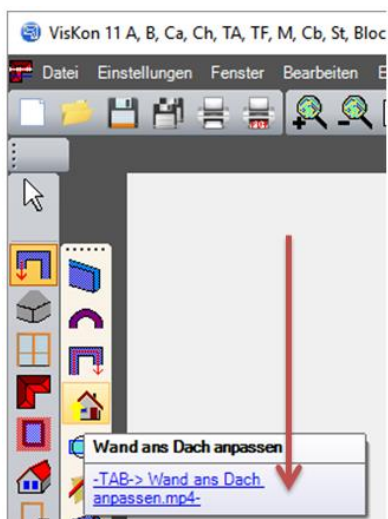 VisKon 11 A, B, Ca, Ch, TA, TF, M, Cb, St, Bloc
Datei Einstellungen Fenster Bearbeiten
PDF
Wand ans Dach anpassen
-TAB-> Wand ans Dach
anpassen.mp4-